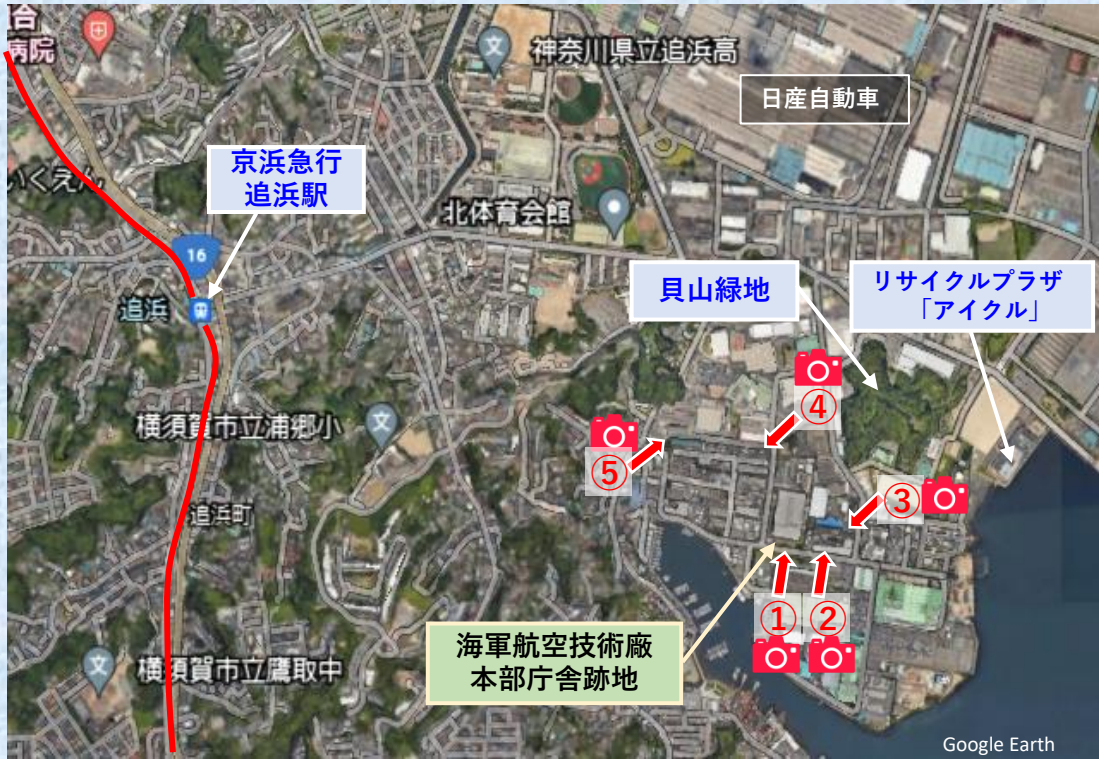 合
病院
神奈川県立追浜高
日産自動車
京浜急行
追浜駅
いくえん
北体育会館
16
貝山緑地
リサイクルプラザ
「アイクル」
追浜
④
横須賀市立浦郷小
⑤
③
追浜町
①
②
海軍航空技術廠
本部庁舎跡地
横須賀市立鷹取中
文
文
文
Google Earth